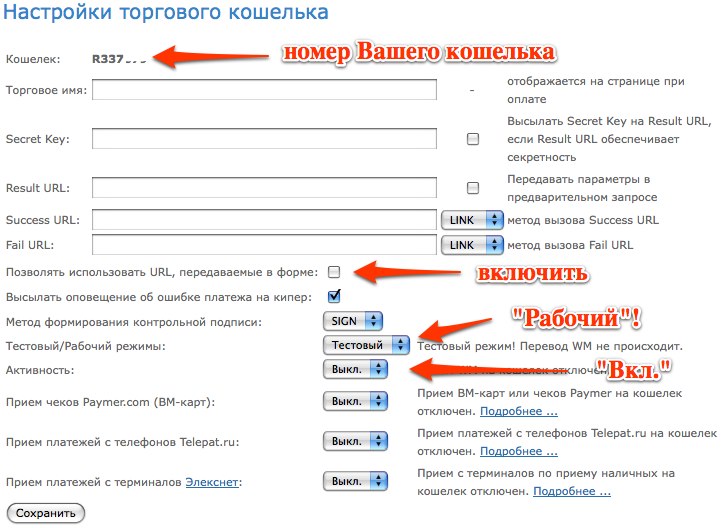 Настройки торгового кошелька
Кошелек: R337 номер Вашего кошелька
Торговое имя: - отображается на странице при
оплате
Высылать Secret Key на Result URL,
Secret Key: если Result URL обеспечивает
секретность
Result URL: Передавать параметры в
предварительном запросе
Success URL: LINK метод вызова Success URL
Fail URL: LINK метод вызова Fail URL
Позволять использовать URL, передаваемые в форме: включить
Высылать оповещение об ошибке платежа на кипер:
"Рабочий"!
Метод формирования контрольной подписи: SIGN
Тестовый/Рабочий режимы: Тестовый Тестовый режим! Перевод WM не происходит.
Активность: Выкл. WM на кошелек отключен. "Вкл."
Прием чеков Paymer.com (ВМ-карт): Выкл. Прием ВМ-карт или чеков Paymer на кошелек
отключен. Подробнее ...
Прием платежей с телефонов Telepat.ru: Выкл. Прием платежей с телефонов Telepat.ru на кошелек
отключен. Подробнее ...
Прием платежей с терминалов Элекснет: Выкл. Прием с терминалов по приему наличных на
кошелек отключен. Подробнее ...
Сохранить